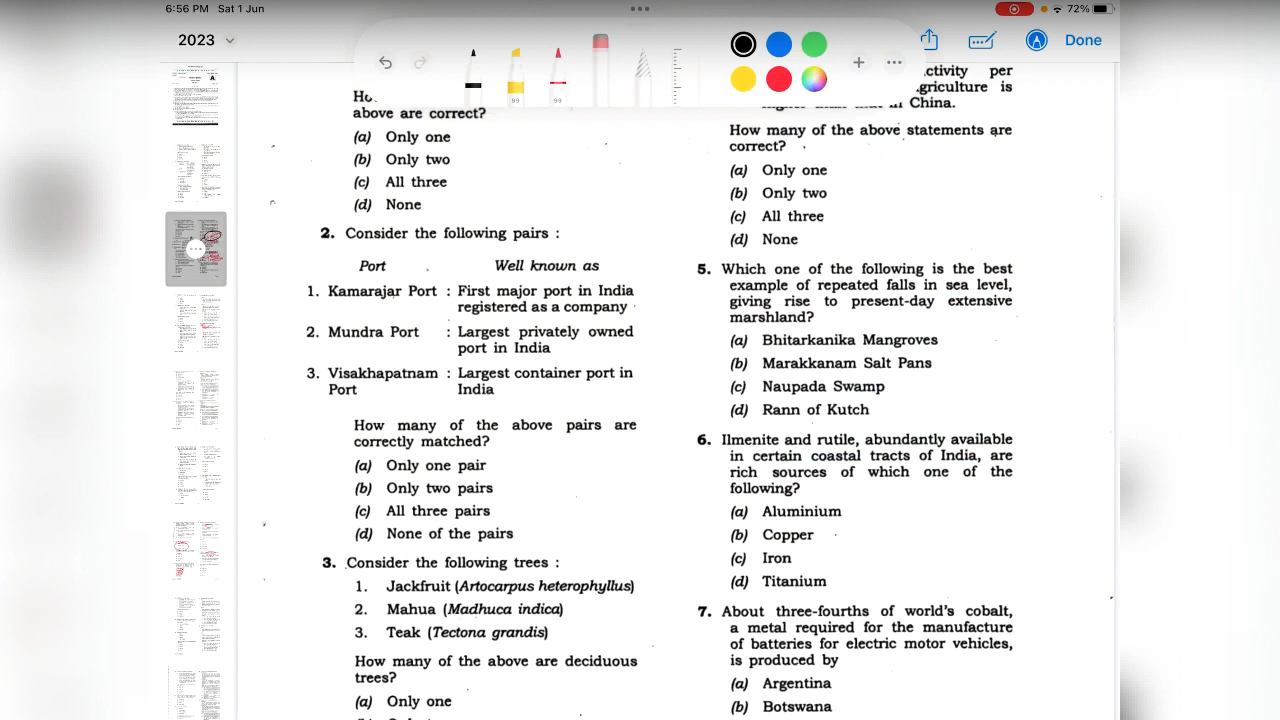 6:56 PM Sat 1 Jun
72%
2023
Done
99
99
99
A
Ho
e are correct?
(a) Only one
(b) Only two
All three
(d) None
2. Consider the following pairs :
Well known as
1. Kamarajar Port : First major port in India
registered as a company
2. Mundra Port : Largest privately owned
port in India
3. Visakhapatnam : Largest container port in
Port India
How many of the above pairs are
correctly matched?
Only one pair
Only two pairs
(c) All three pairs
None of the pairs
3. Consider the following trees :
1 Jackfruit (Artocarpus heterophyllus)
Mahua (Madhuca indica)
Teak (Tectona grandis)
How many of the above are deciduous
(a) Only one
ctivity per
griculture is
in China.
How many of the above statements are
correct?
(a) Only one
(b) Only two
(c) All three
(d) None
5. Which one of the following is the best
example of repeated falls in sea level,
giving rise to present-day extensive
marshland?
(a) Bhitarkanika Mangroves
(b) Marakkanam Salt Pans
Naupada Swamp
(d) Rann of Kutch
6. Ilmenite and rutile, abundantly available
in certain coastal tracts of India, are
rich sources of which one of the
following?
(a) Aluminium
(b) Copper
Iron
(d) Titanium
7. About three-fourths of world's cobalt,
a metal required for the manufacture
of batteries for electric motor vehicles,
is produced by
Argentina
(b) Botswana